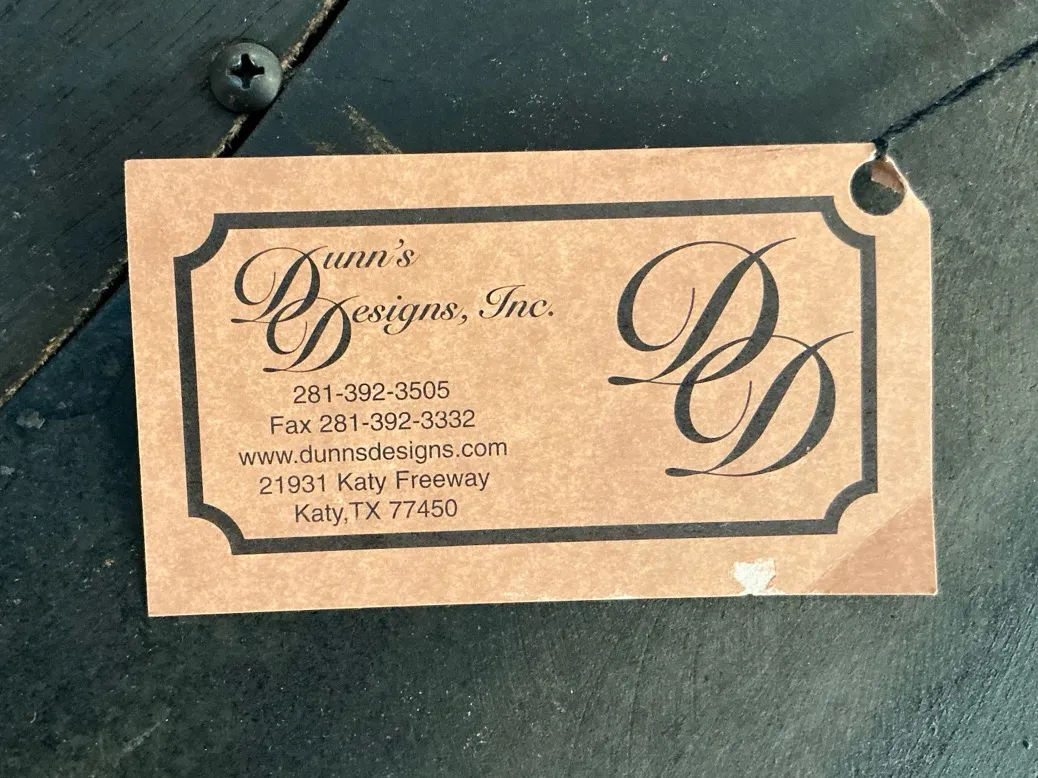 Dunn's
Designs, Inc.
281-392-3505
Fax 281-392-3332
www.dunnsdesigns.com
21931 Katy Freeway
Katy,TX 77450
DD